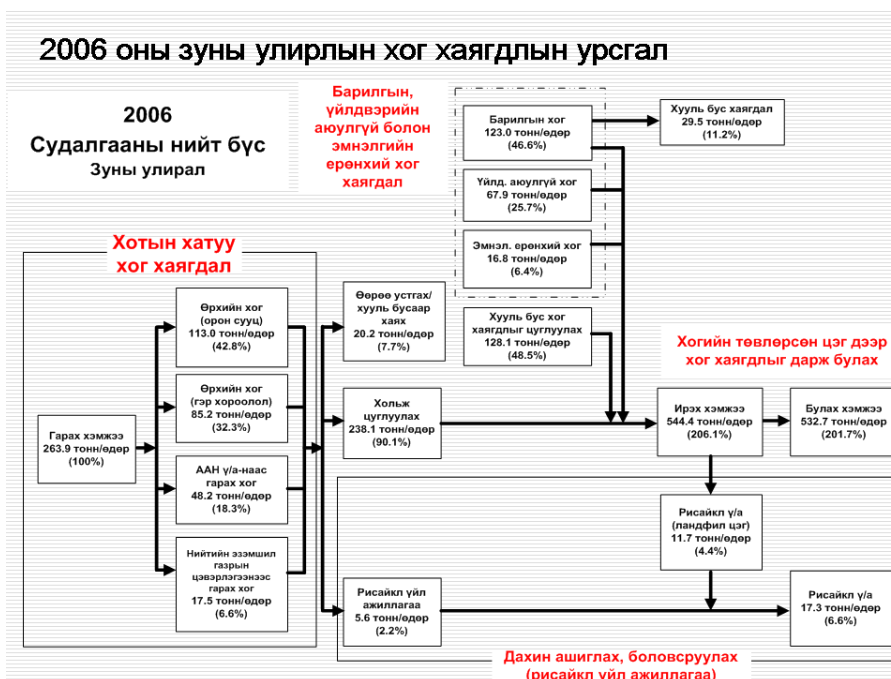 2006 оны зуны улирлын хог хаягдлын урсгал
2006
Судалгааны нийт бүс
Зуны улирал
Барилгын,
үйлдвэрийн
аюулгүй болон
эмнэлгийн
ерөнхий хог
хаягдал
Барилгын хог
123.0 тонн/өдөр
(46.6%)
Хууль бус хаягдал
29.5 тонн/өдөр
(11.2%)
Үйлд. аюулгүй хог
67.9 тонн/өдөр
(25.7%)
Эмнэл. ерөнхий хог
16.8 тонн/өдөр
(6.4%)
Хотын хатуу
хог хаягдал
Өрхийн хог
(орон сууц)
113.0 тонн/өдөр
(42.8%)
Өөрөө устгах/
хууль бусаар
хаях
20.2 тонн/өдөр
(7.7%)
Хууль бус хог
хаягдлыг цуглуулах
128.1 тонн/өдөр
(48.5%)
Хогийн төвлөрсөн цэг дээр
хог хаягдлыг дарж булах
Өрхийн хог
(гэр хороолол)
85.2 тонн/өдөр
(32.3%)
Гарах хэмжээ
263.9 тонн/өдөр
(100%)
Хольж
цуглуулах
238.1 тонн/өдөр
(90.1%)
Ирэх хэмжээ
544.4 тонн/өдөр
(206.1%)
Булах хэмжээ
532.7 тонн/өдөр
(201.7%)
ААН ү/а-наас
гарах хог
48.2 тонн/өдөр
(18.3%)
Рисайкл ү/а
(ландфил цэг)
11.7 тонн/өдөр
(4.4%)
Нийтийн эзэмшил
газрын
цэвэрлэгээнээс
гарах хог
17.5 тонн/өдөр
(6.6%)
Рисайкл үйл
ажиллагаа
5.6 тонн/өдөр
(2.2%)
Рисайкл ү/а
17.3 тонн/өдөр
(6.6%)
Дахин ашиглах, боловсруулах
(рисайкл үйл ажиллагаа)